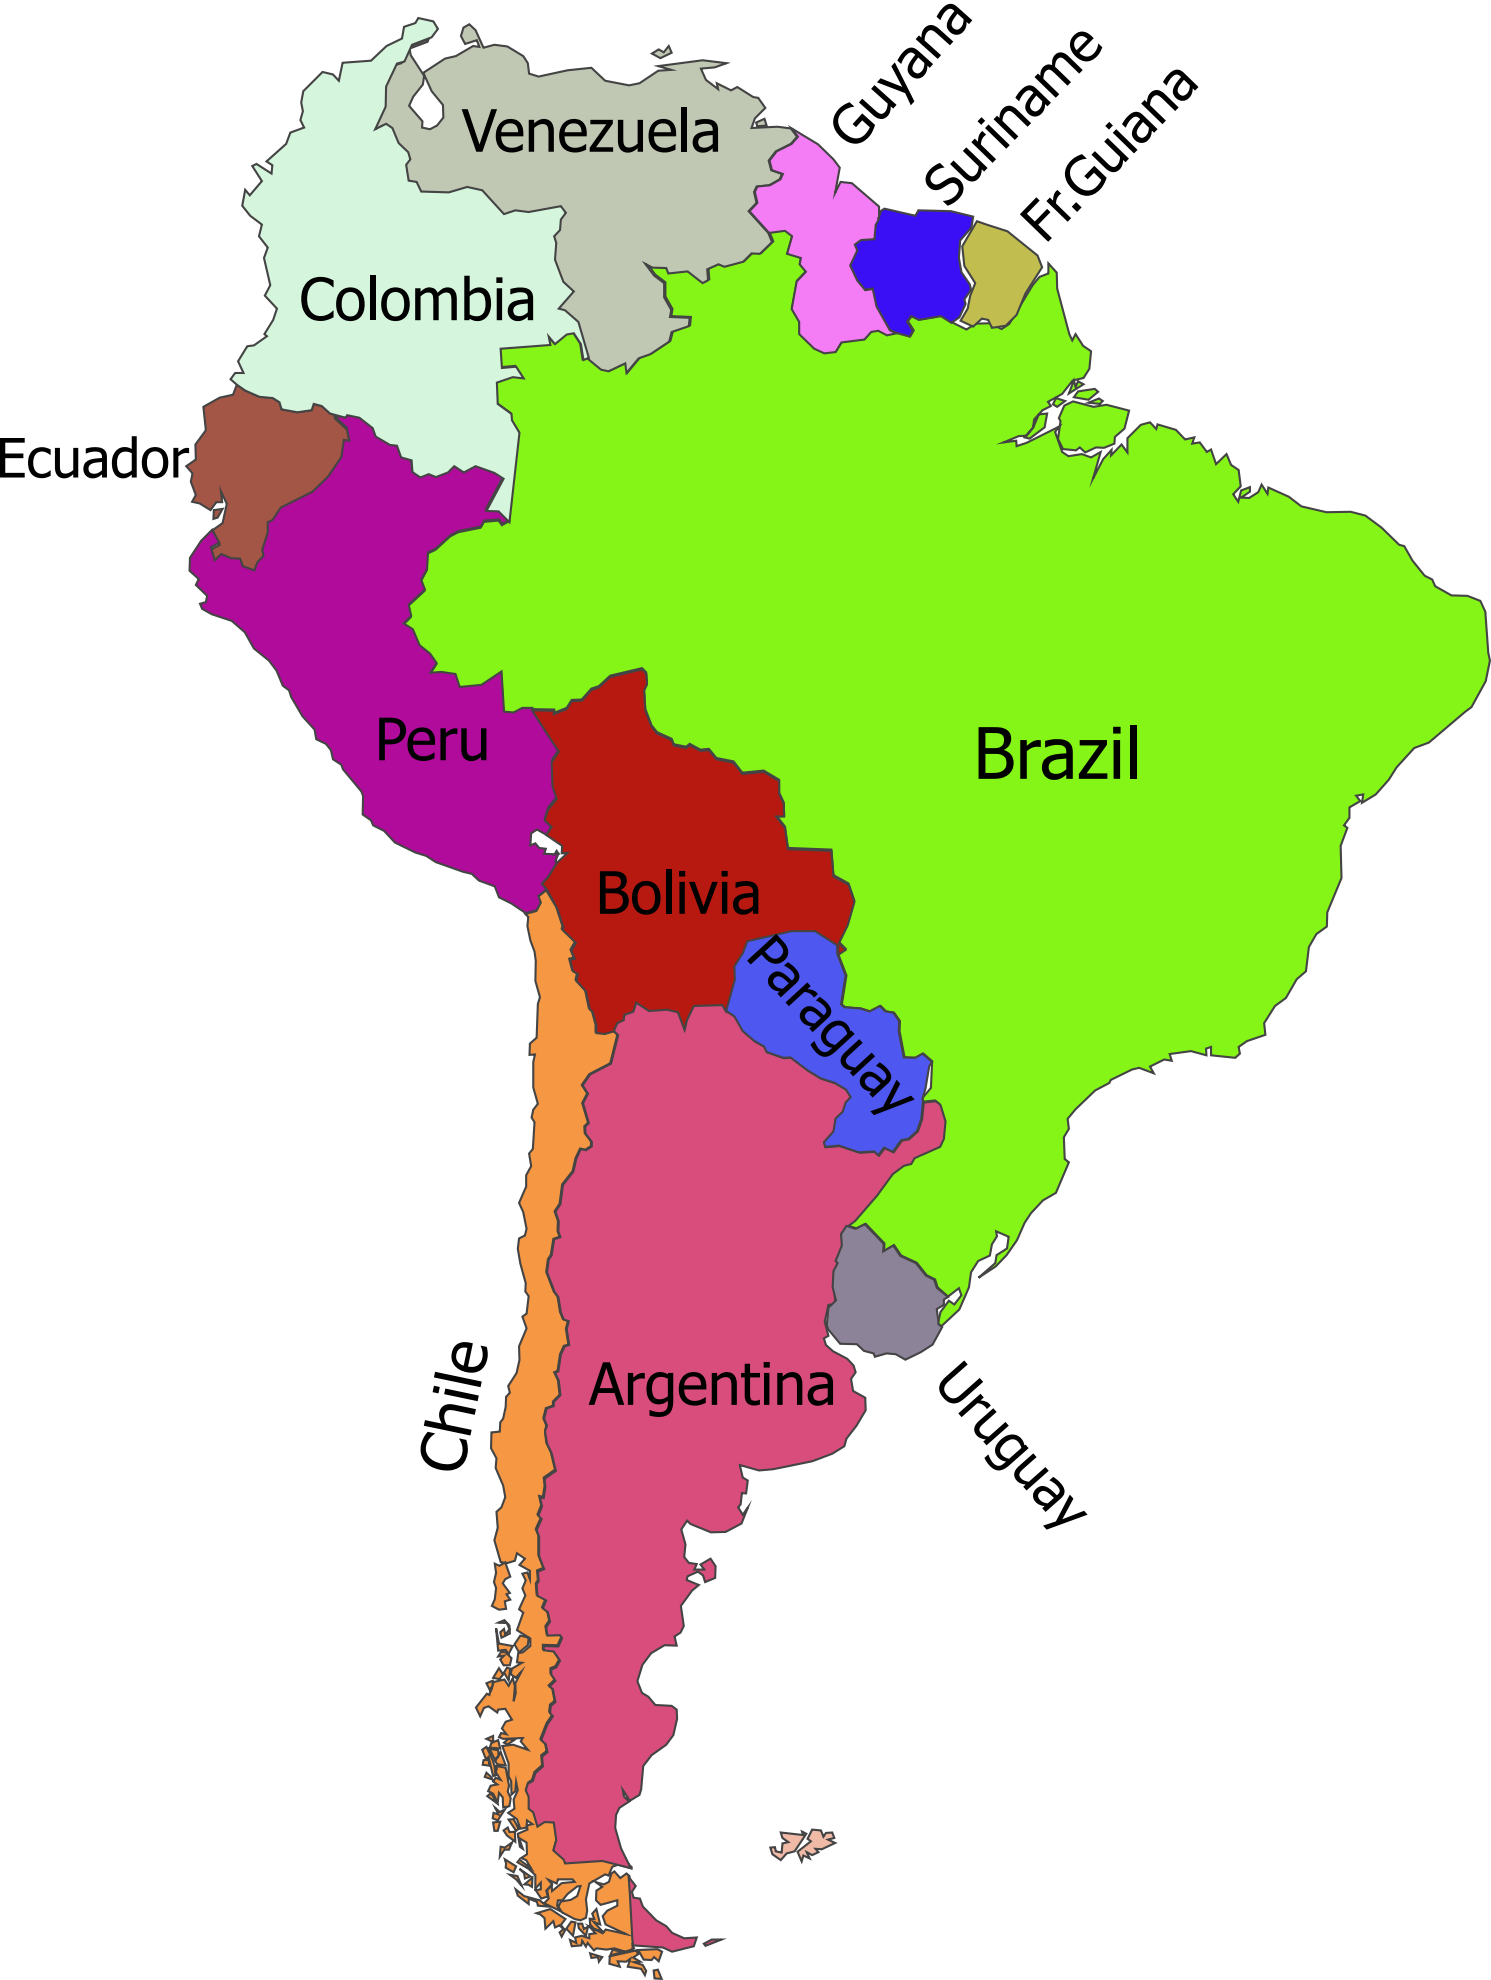 Guyana
Suriname
Fr.Guiana
Venezuela
Colombia
Ecuador
Peru
Brazil
Bolivia
Paraguay
Chile
Argentina
Uruguay